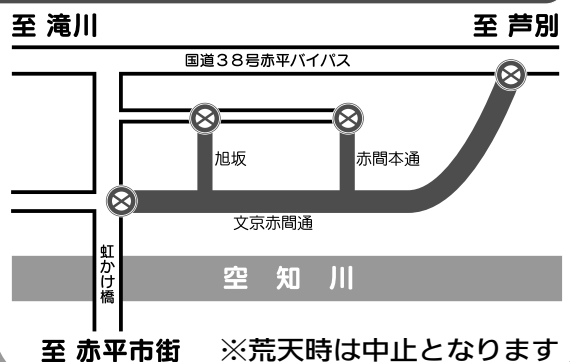 至 滝川
至 芦別
国道38号赤平バイパス
旭坂
赤間本通
文京赤間通
虹かけ橋
空知川
至 赤平市街
※荒天時は中止となります